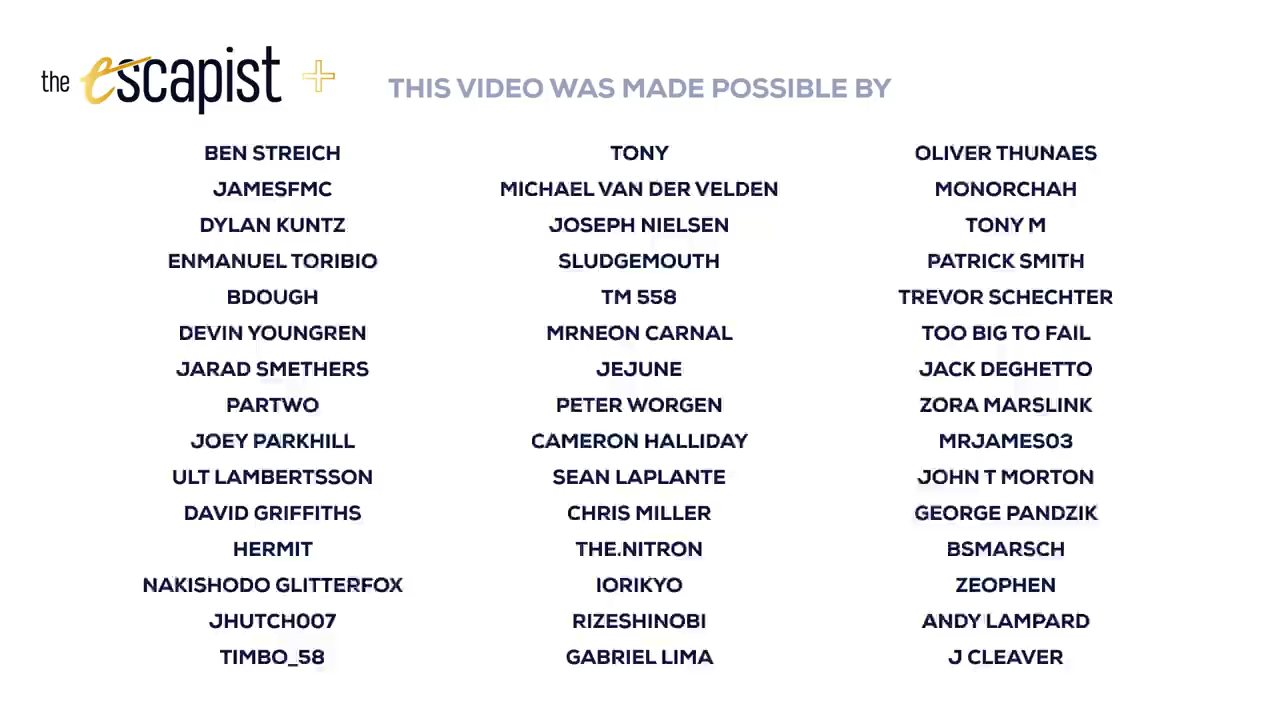 the escapist +
THIS VIDEO WAS MADE POSSIBLE BY
BEN STREICH
JAMESFMC
DYLAN KUNTZ
ENMANUEL TORIBIO
BDOUGH
DEVIN YOUNGREN
JARAD SMETHERS
PARTWO
JOEY PARKHILL
ULT LAMBERTSSON
DAVID GRIFFITHS
HERMIT
NAKISHODO GLITTERFOX
JHUTCH007
TIMBO_58
TONY
MICHAEL VAN DER VELDEN
JOSEPH NIELSEN
SLUDGEMOUTH
TM 558
MRNEON CARNAL
JEJUNE
PETER WORGEN
CAMERON HALLIDAY
SEAN LAPLANTE
CHRIS MILLER
THE.NITRON
IORIKYO
RIZESHINOBI
GABRIEL LIMA
OLIVER THUNAES
MONORCHAH
TONY M
PATRICK SMITH
TREVOR SCHECHTER
TOO BIG TO FAIL
JACK DEGHETTO
ZORA MARSLINK
MRJAMES03
JOHN T MORTON
GEORGE PANDZIK
BSMARSCH
ZEOPHEN
ANDY LAMPARD
J CLEAVER